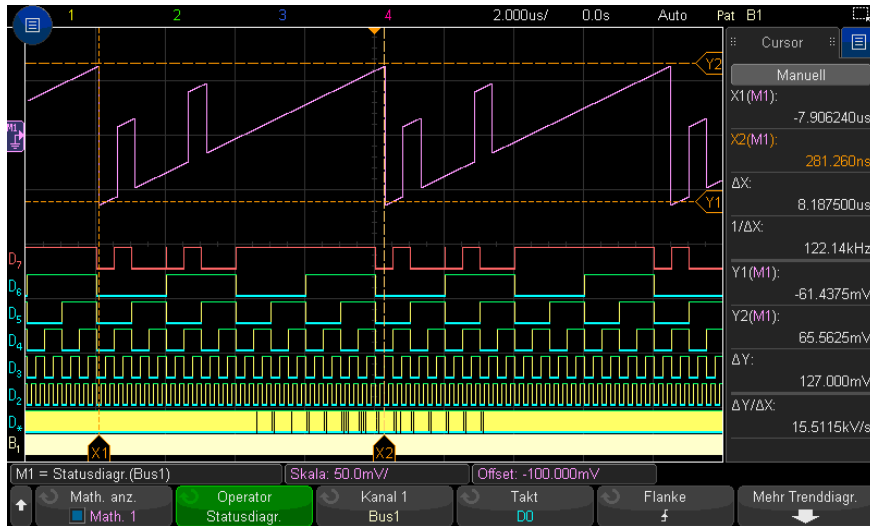 1 2 3 4 2.000us/ 0.0s Auto Pat B1
Cursor
Manuell
X1(M1):
-7.906240us
X2(M1):
281.260ns
ΔX:
8.187500us
1/ΔX:
122.14kHz
Y1(M1):
-61.4375mV
Y2(M1):
65.5625mV
ΔY:
127.000mV
ΔY/ΔX:
15.5115kV/s
Y2
M1
Y1
D7
D6
D5
D4
D3
D2
D*
B1
X1 X2
M1 = Statusdiagr.(Bus1) Skala: 50.0mV/ Offset: -100.000mV
Math. anz. Operator Kanal 1 Takt Flanke Mehr Trenddiagr.
Math. 1 Statusdiagr. Bus1 D0